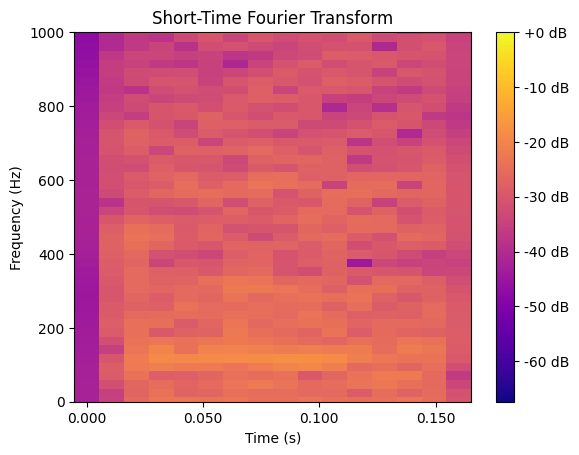 Short-Time Fourier Transform
1000
800
600
400
200
0
Frequency (Hz)
0.000
0.050
0.100
0.150
Time (s)
+0 dB
-10 dB
-20 dB
-30 dB
-40 dB
-50 dB
-60 dB